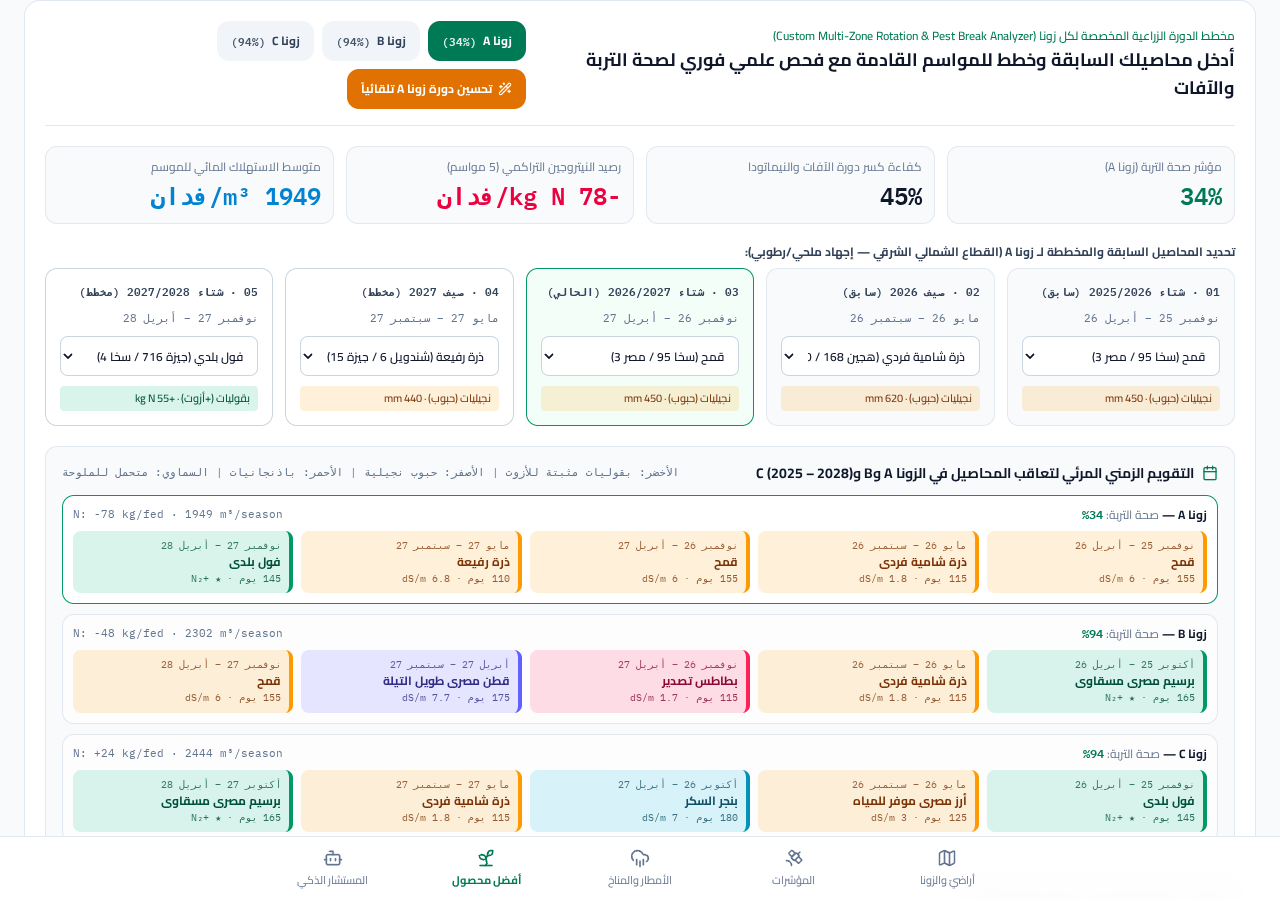 مخطط الدورة الزراعية المخصصة لكل زونا (Custom Multi-Zone Rotation & Pest Break Analyzer)
أدخل محاصيلك السابقة وخطط للمواسم القادمة مع فحص علمي فوري لصحة التربة
والآفات
زونا A (34%)
زونا B (94%)
زونا C (94%)
تحسين دورة زونا A تلقائياً
مؤشر صحة التربة (زونا A)
34%
كفاءة كسر دورة الآفات والنيماتودا
45%
رصيد النيتروجين التراكمي (5 مواسم)
-78 kg N/فدان
متوسط الاستهلاك المائي للموسم
1949 m³/فدان
تحديد المحاصيل السابقة والمخططة لـ زونا A (القطاع الشمالي الشرقي — إجهاد ملحي/رطوبي):
01 · شتاء 2025/2026 (سابق)
نوفمبر 25 – أبريل 26
قمح (سخا 95 / مصر 3)
نجيليات (حبوب) · 450 mm
02 · صيف 2026 (سابق)
مايو 26 – سبتمبر 26
ذرة شامية فردي (هجين 168 /
نجيليات (حبوب) · 620 mm
03 · شتاء 2026/2027 (الحالي)
نوفمبر 26 – أبريل 27
قمح (سخا 95 / مصر 3)
نجيليات (حبوب) · 450 mm
04 · صيف 2027 (مخطط)
مايو 27 – سبتمبر 27
ذرة رفيعة (شندويل 6 / جيزة 15)
نجيليات (حبوب) · 440 mm
05 · شتاء 2027/2028 (مخطط)
نوفمبر 27 – أبريل 28
فول بلدي (جيزة 716 / سخا 4)
بقوليات (+أزوت) · +55 kg N
التقويم الزمني المرئي لتعاقب المحاصيل في الزونا A وB وC (2025 – 2028)
الأخضر: بقوليات مثبتة للأزوت | الأصفر: حبوب نجيلية | الأحمر: باذنجانيات | السماوي: متحمل للملوحة
زونا A — صحة التربة: 34%
N: -78 kg/fed · 1949 m³/season
نوفمبر 25 – أبريل 26
قمح
155 يوم · 6 dS/m
مايو 26 – سبتمبر 26
ذرة شامية فردي
115 يوم · 1.8 dS/m
نوفمبر 26 – أبريل 27
قمح
155 يوم · 6 dS/m
مايو 27 – سبتمبر 27
ذرة رفيعة
110 يوم · 6.8 dS/m
نوفمبر 27 – أبريل 28
فول بلدي
145 يوم · ★ +N₂
زونا B — صحة التربة: 94%
N: -48 kg/fed · 2302 m³/season
أكتوبر 25 – أبريل 26
برسيم مصري مسقاوي
165 يوم · ★ +N₂
مايو 26 – سبتمبر 26
ذرة شامية فردي
115 يوم · 1.8 dS/m
نوفمبر 26 – أبريل 27
بطاطس تصدير
115 يوم · 1.7 dS/m
أبريل 27 – سبتمبر 27
قطن مصري طويل التيلة
175 يوم · 7.7 dS/m
نوفمبر 27 – أبريل 28
قمح
155 يوم · 6 dS/m
زونا C — صحة التربة: 94%
N: +24 kg/fed · 2444 m³/season
نوفمبر 25 – أبريل 26
فول بلدي
145 يوم · ★ +N₂
مايو 26 – سبتمبر 26
أرز مصري موفر للمياه
125 يوم · 3 dS/m
أكتوبر 26 – أبريل 27
بنجر السكر
180 يوم · 7 dS/m
مايو 27 – سبتمبر 27
ذرة شامية فردي
115 يوم · 1.8 dS/m
أكتوبر 27 – أبريل 28
برسيم مصري مسقاوي
165 يوم · ★ +N₂
أراضيّ والزونا
المؤشرات
الأمطار والمناخ
أفضل محصول
المستشار الذكي